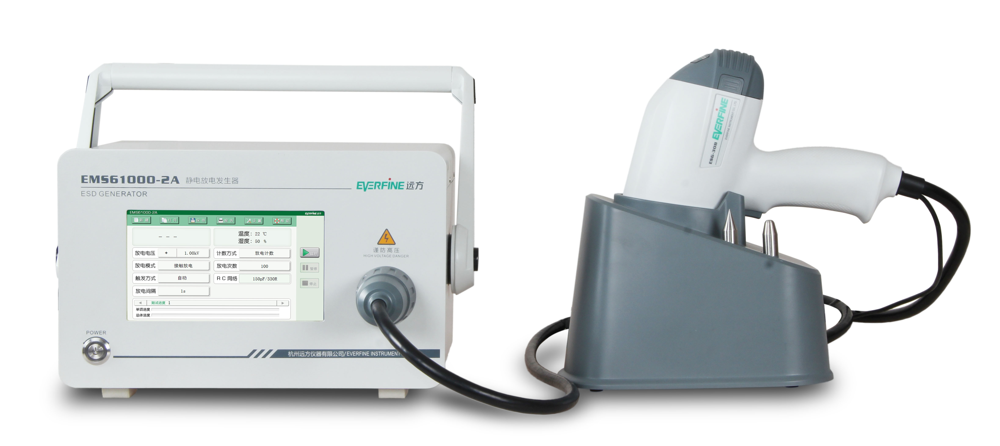 EMS61000-2A 静电放电发生器
EVERFINE 远方
ESD GENERATOR
EMS61000-2A
EVERFINE 远方
新 建
打 开
保 存
报 告
设 置
帮 助
— — —
温度: 22 ℃
湿度: 50 %
放电电压 + 1.00kV
计数方式 放电计数
运行
放电模式 接触放电
放电次数 100
暂停
触发方式 自动
R C 网络 150pF/330R
停止
放电间隔 1s
测试进度 1
单项进度
总体进度
谨防高压
HIGH VOLTAGE DANGER
POWER
杭州远方仪器有限公司/EVERFINE INSTRUMENT
ESG-30B EVERFINE
EVERFINE INSTRUMENT CO., LTD.